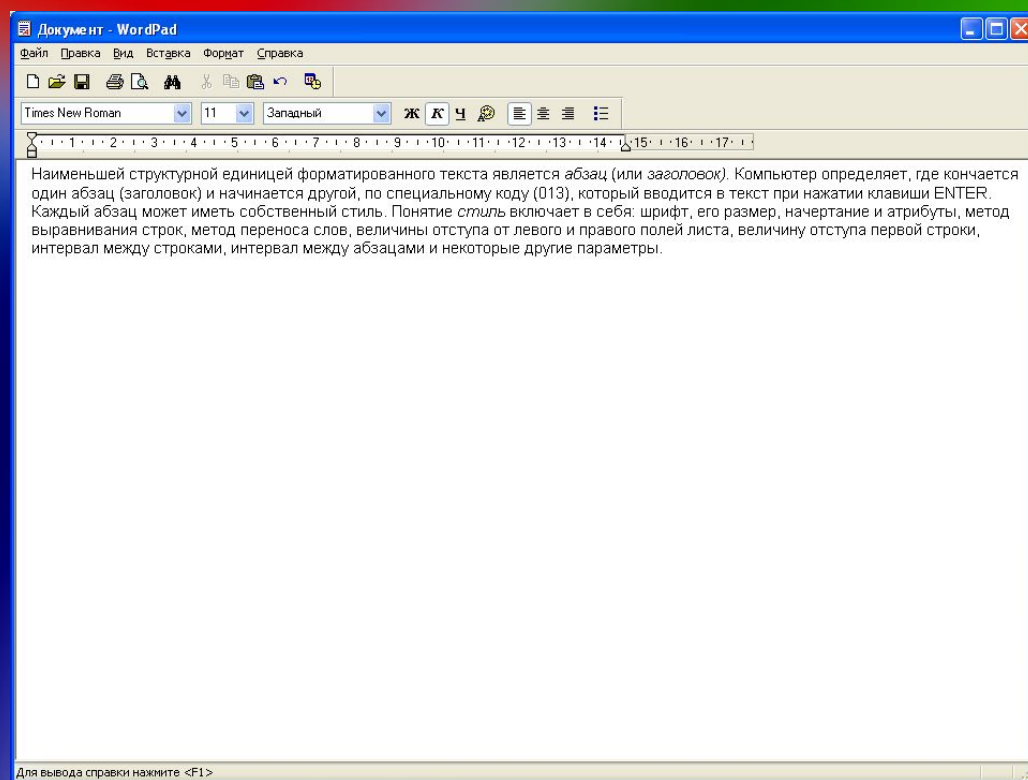 Документ - WordPad
Файл Правка Вид Вставка Формат Справка
Times New Roman 11 Западный Ж К Ч
1 2 3 4 5 6 7 8 9 10 11 12 13 14 15 16 17
Наименьшей структурной единицей форматированного текста является абзац (или заголовок). Компьютер определяет, где кончается
один абзац (заголовок) и начинается другой, по специальному коду (013), который вводится в текст при нажатии клавиши ENTER.
Каждый абзац может иметь собственный стиль. Понятие стиль включает в себя: шрифт, его размер, начертание и атрибуты, метод
выравнивания строк, метод переноса слов, величины отступа от левого и правого полей листа, величину отступа первой строки,
интервал между строками, интервал между абзацами и некоторые другие параметры.
Для вывода справки нажмите <F1>